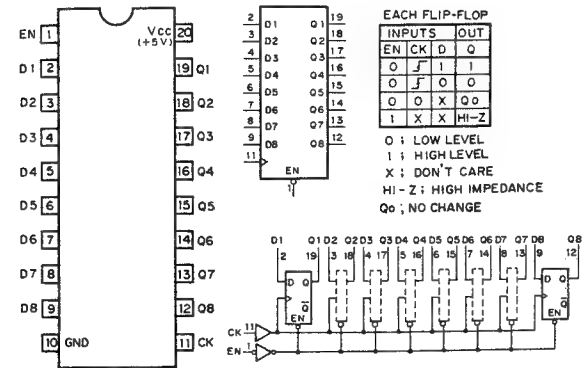 EN 1
VCC 20
(+5V)
D1 2
19 Q1
D2 3
18 Q2
D3 4
17 Q3
D4 5
16 Q4
D5 6
15 Q5
D6 7
14 Q6
D7 8
13 Q7
D8 9
12 Q8
10 GND
11 CK
2 D1 Q1 19
3 D2 Q2 18
4 D3 Q3 17
5 D4 Q4 16
6 D5 Q5 15
7 D6 Q6 14
8 D7 Q7 13
9 D8 Q8 12
11
EN
1
EACH FLIP-FLOP
INPUTS OUT
EN CK D Q
0 1 1
0 0 0
0 0 X Qo
1 X X HI-Z
0 ; LOW LEVEL
1 ; HIGH LEVEL
X ; DON'T CARE
HI-Z ; HIGH IMPEDANCE
Qo ; NO CHANGE
D1 Q1 D2 Q2 D3 Q3 D4 Q4 D5 Q5 D6 Q6 D7 Q7 D8 Q8
2 19 3 18 4 17 5 16 6 15 7 14 8 13 9 12
D Q D Q
Q Q
EN EN
CK 11
EN 1